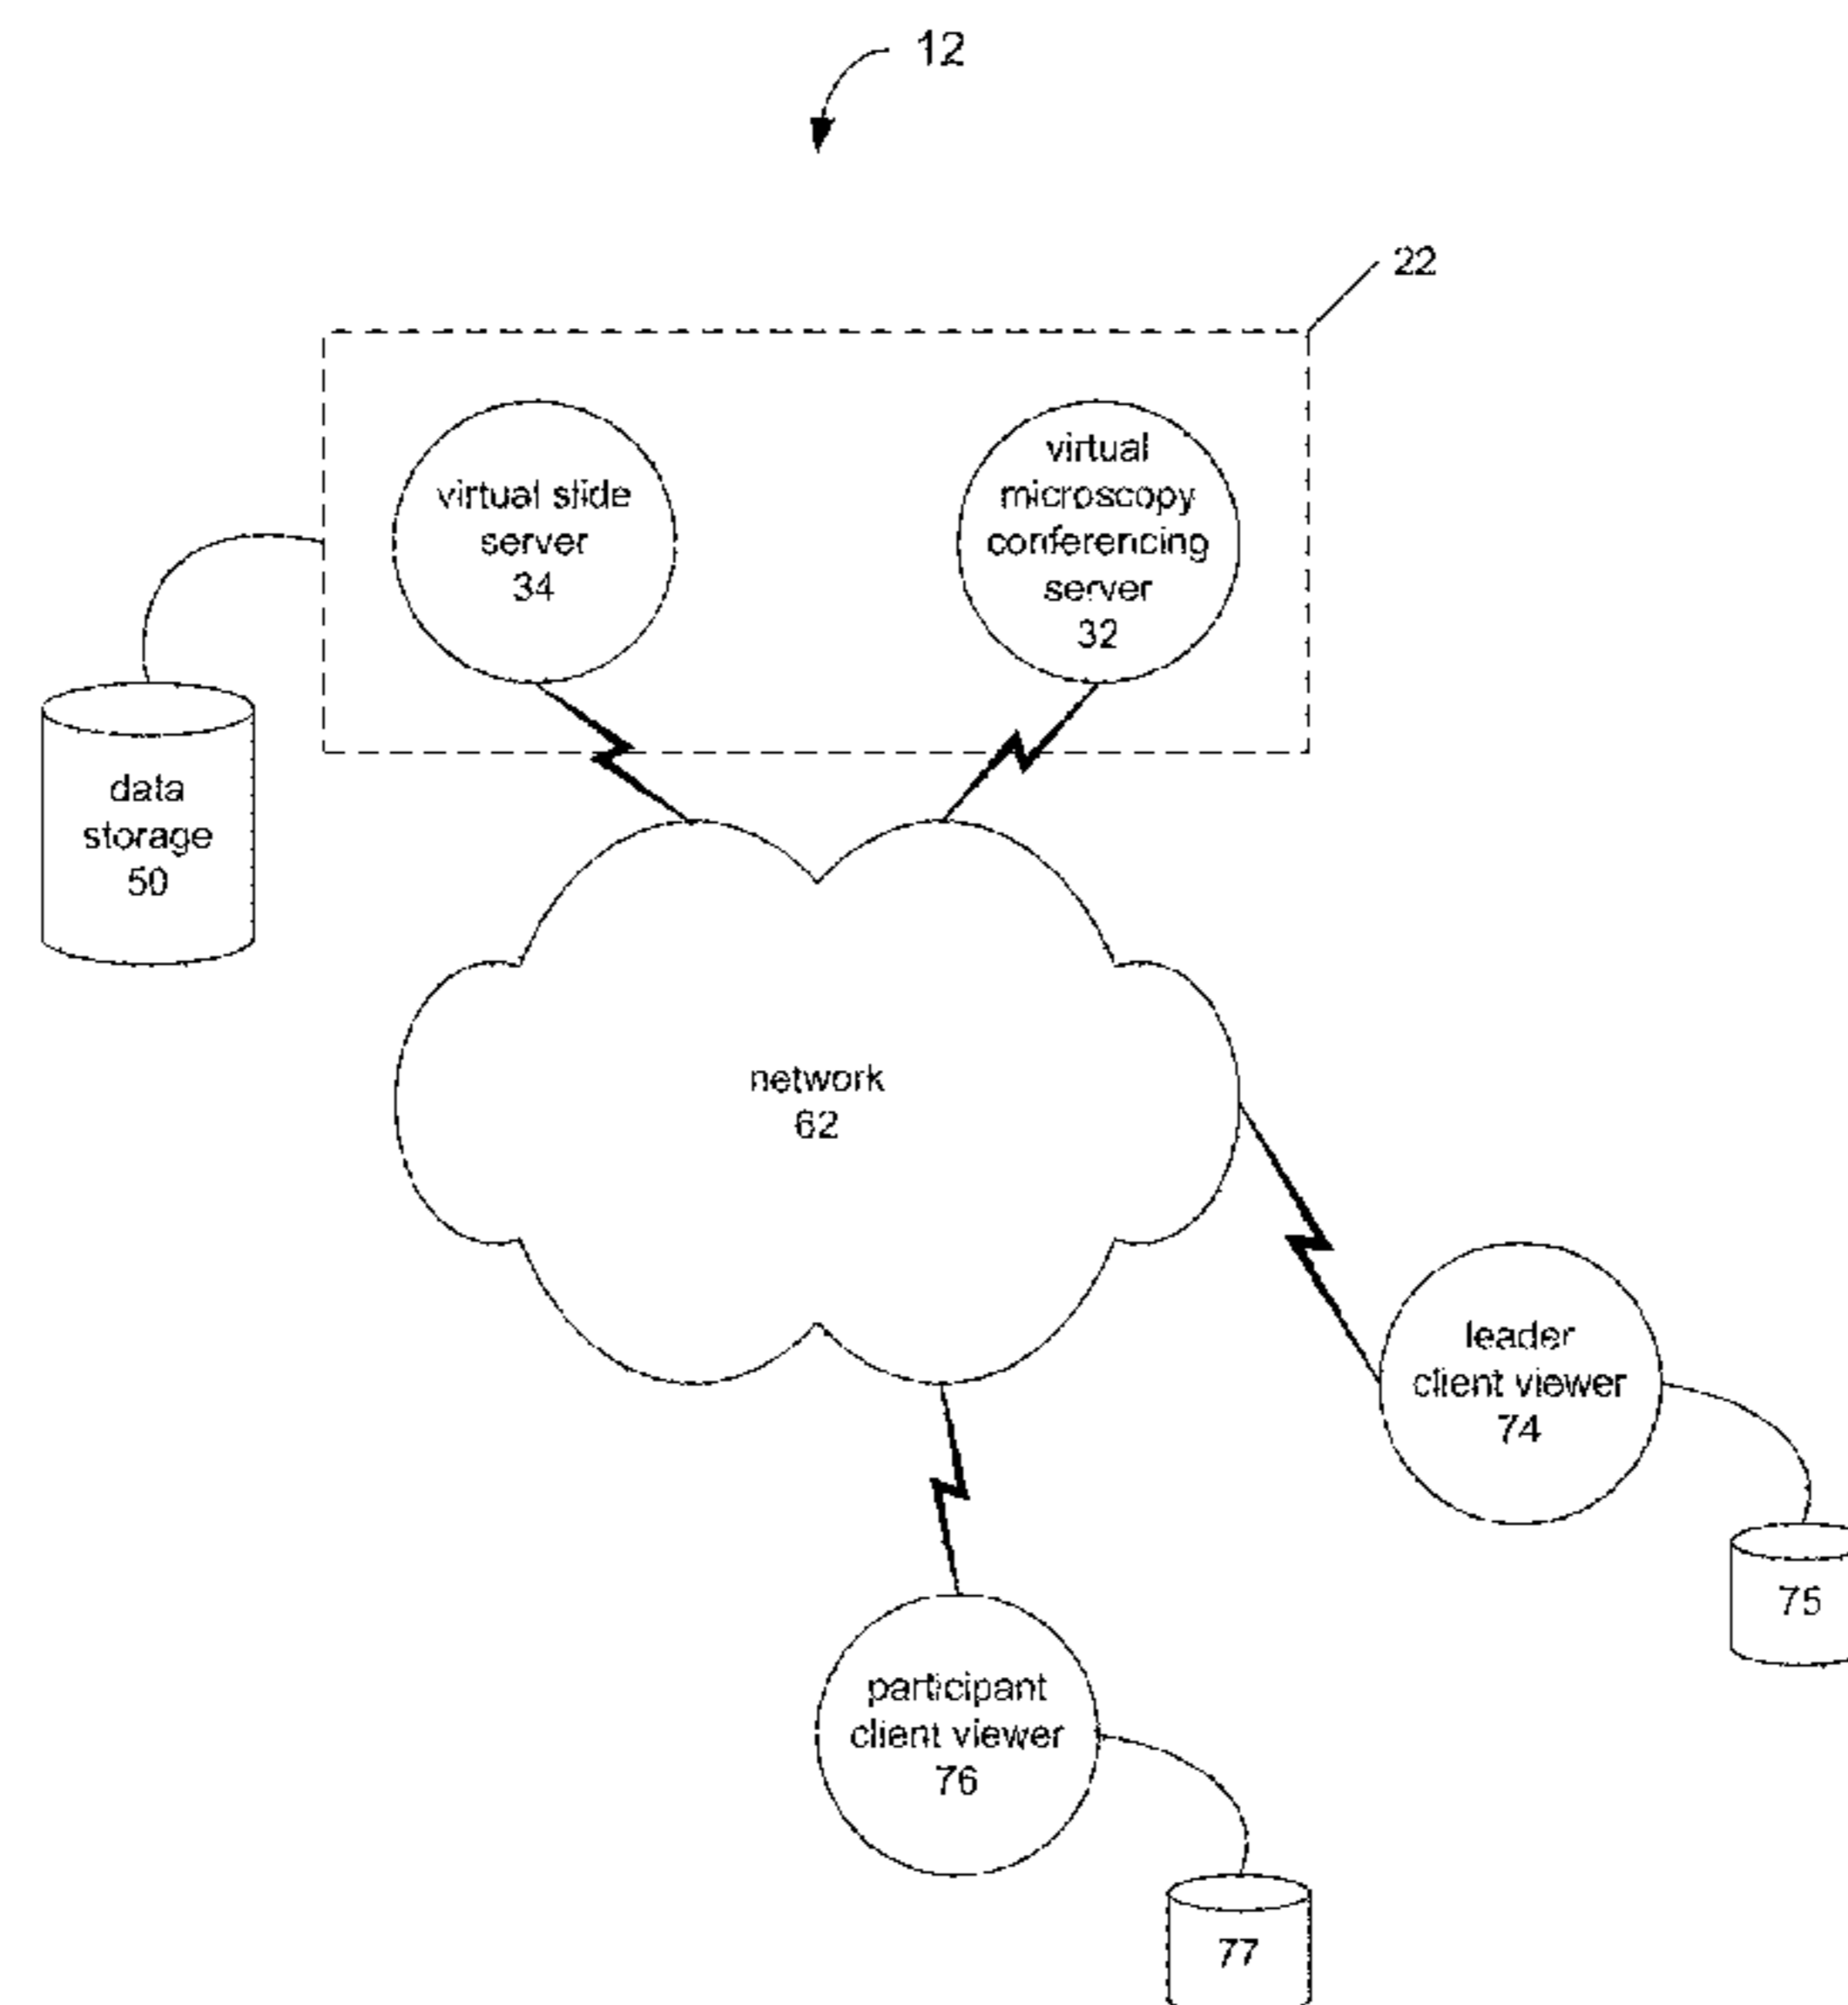 12
22
virtual slide
server
34
virtual
microscopy
conferencing
server
32
data
storage
50
network
62
leader
client viewer
74
75
participant
client viewer
76
77